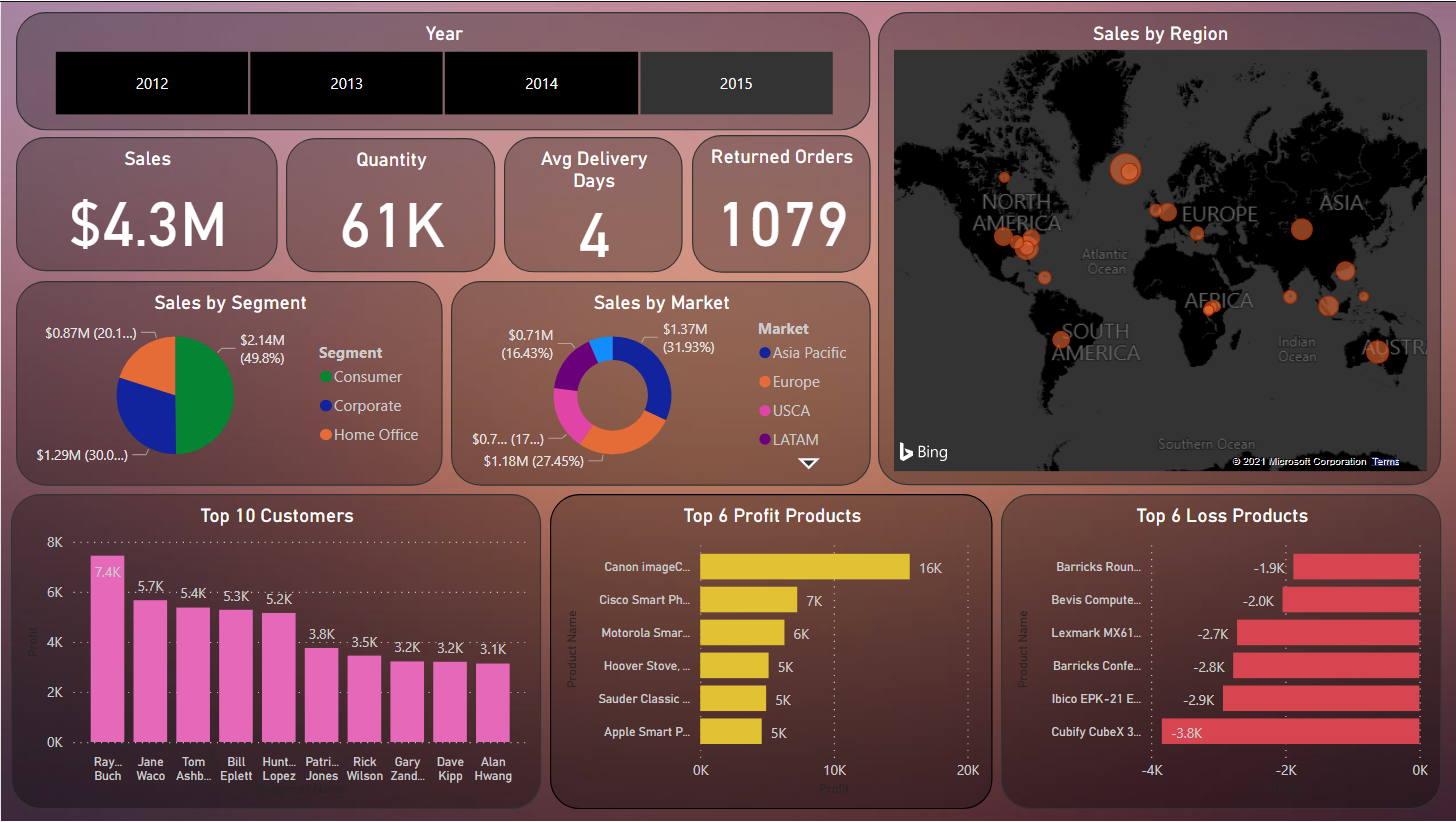 Year
2012
2013
2014
2015
Sales
$4.3M
Quantity
61K
Avg Delivery
Days
4
Returned Orders
1079
Sales by Region
NORTH
AMERICA
EUROPE
ASIA
Atlantic
Ocean
AFRICA
SOUTH
AMERICA
Indian
Ocean
AUSTR
Southern Ocean
Bing
© 2021 Microsoft Corporation Terms
Sales by Segment
$0.87M (20.1...)
$2.14M
(49.8%)
$1.29M (30.0...)
Segment
Consumer
Corporate
Home Office
Sales by Market
$0.71M
(16.43%)
$1.37M
(31.93%)
$0.7... (17...)
$1.18M (27.45%)
Market
Asia Pacific
Europe
USCA
LATAM
Top 10 Customers
Profit
8K
6K
4K
2K
0K
7.4K
5.7K
5.4K
5.3K
5.2K
3.8K
3.5K
3.2K
3.2K
3.1K
Ray...
Buch
Jane
Waco
Tom
Ashb...
Bill
Eplett
Hunt...
Lopez
Patri...
Jones
Rick
Wilson
Gary
Zand...
Dave
Kipp
Alan
Hwang
Top 6 Profit Products
Product Name
Canon imageC...
16K
Cisco Smart Ph...
7K
Motorola Smar...
6K
Hoover Stove, ...
5K
Sauder Classic ...
5K
Apple Smart P...
5K
0K
10K
20K
Profit
Top 6 Loss Products
Product Name
Barricks Roun...
-1.9K
Bevis Compute...
-2.0K
Lexmark MX61...
-2.7K
Barricks Confe...
-2.8K
Ibico EPK-21 E...
-2.9K
Cubify CubeX 3...
-3.8K
-4K
-2K
0K